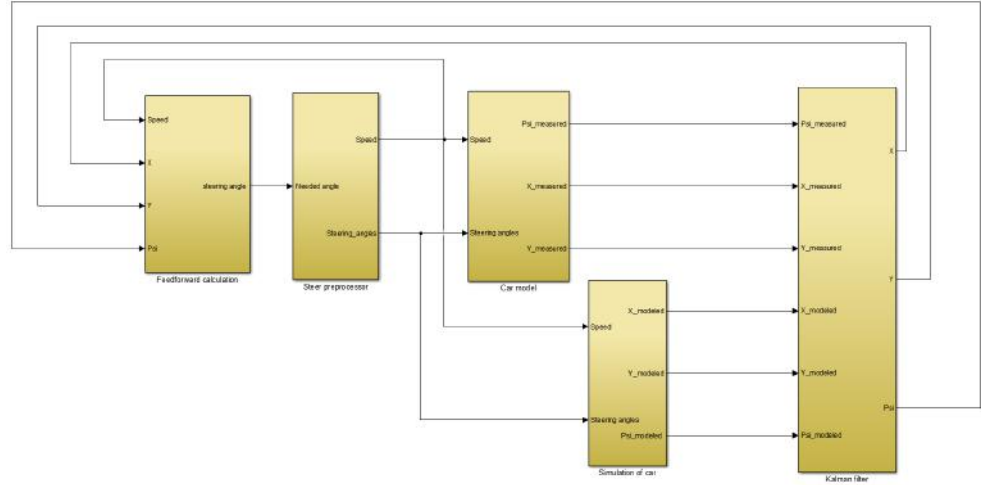 Speed
X
Y
Psi
steering angle
Feedforward calculation
Needed angle
Speed
Steering_angles
Steer preprocessor
Speed
Steering angles
Psi_measured
X_measured
Y_measured
Car model
Speed
Steering angles
X_modeled
Y_modeled
Psi_modeled
Simulation of car
Psi_measured
X_measured
Y_measured
X_modeled
Y_modeled
Psi_modeled
X
Y
Psi
Kalman filter